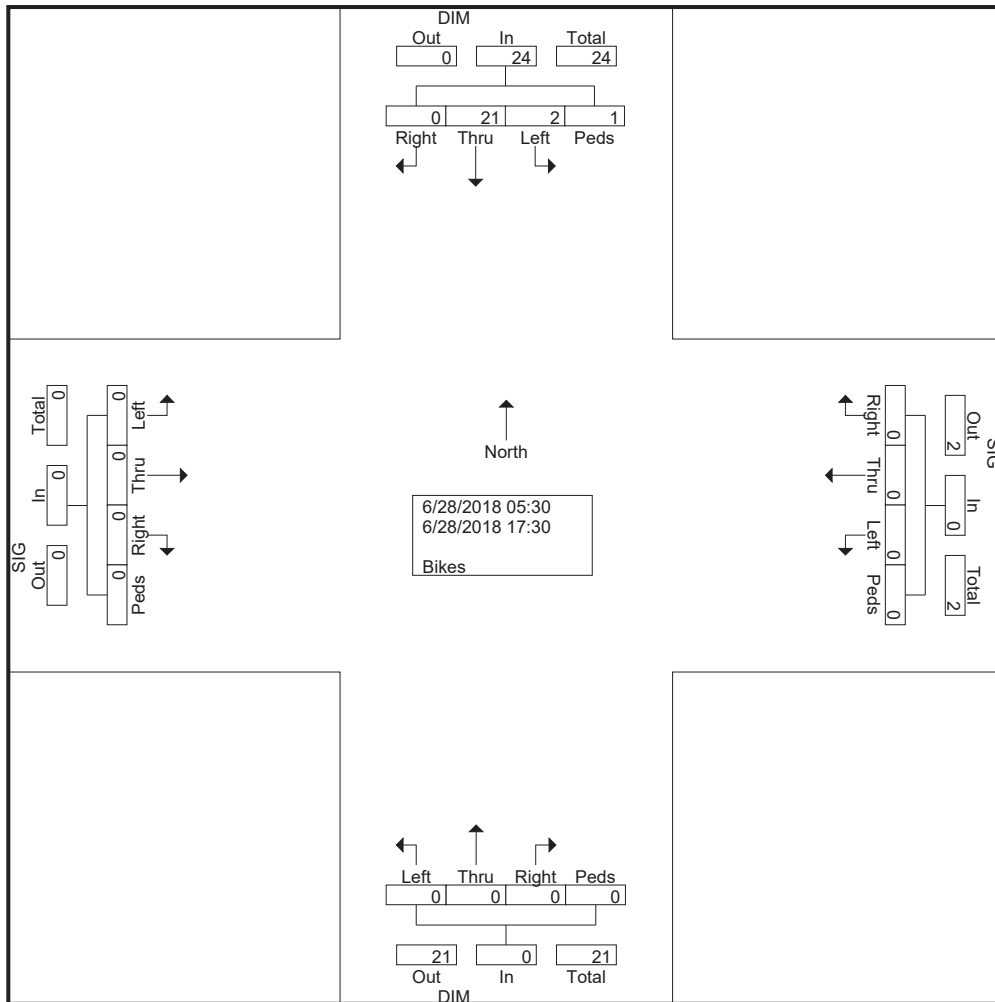 DIM
Out In Total
0 24 24
0 21 2 1
Right Thru Left Peds
SIG
Total In Out
0 0 0
0 0 0 0
Left Thru Right Peds
North
6/28/2018 05:30
6/28/2018 17:30
Bikes
Right Thru Left Peds
0 0 0 0
Out In Total
2 0 2
SIG
Left Thru Right Peds
0 0 0 0
21 0 21
Out In Total
DIM